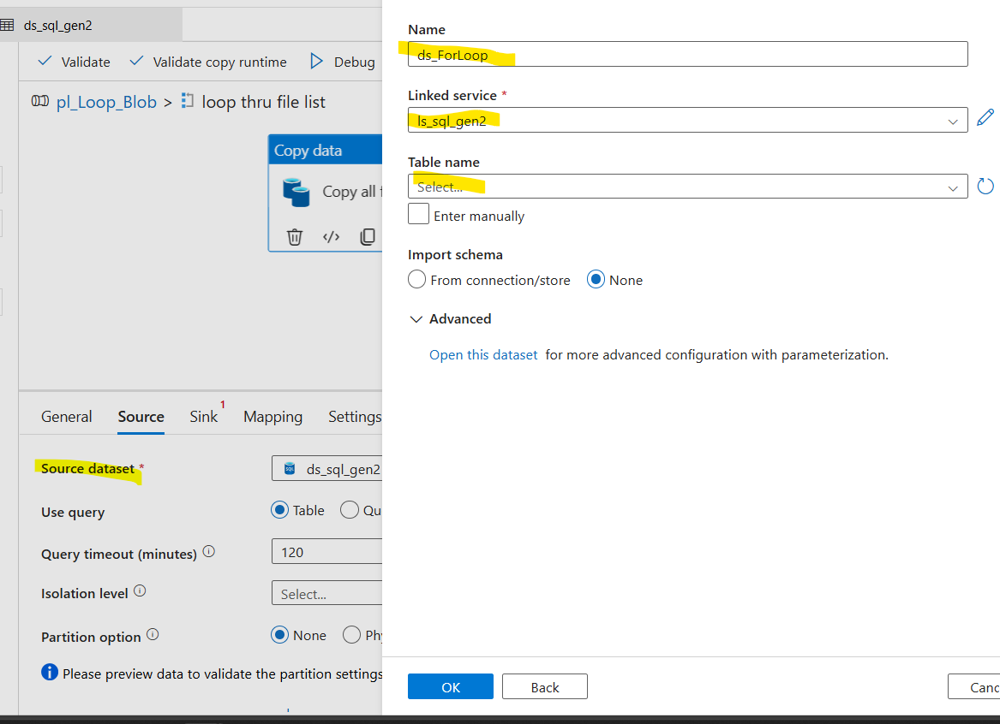 ds_sql_gen2
Validate Validate copy runtime Debug
pl_Loop_Blob > loop thru file list
Copy data
Copy all
General Source Sink 1 Mapping Settings
Source dataset *
ds_sql_gen2
Use query
Table Qu
Query timeout (minutes)
120
Isolation level
Select...
Partition option
None Phy
Please preview data to validate the partition settings
Name
ds_ForLoop
Linked service *
ls_sql_gen2
Table name
Select...
Enter manually
Import schema
From connection/store None
Advanced
Open this dataset for more advanced configuration with parameterization.
OK Back Canc